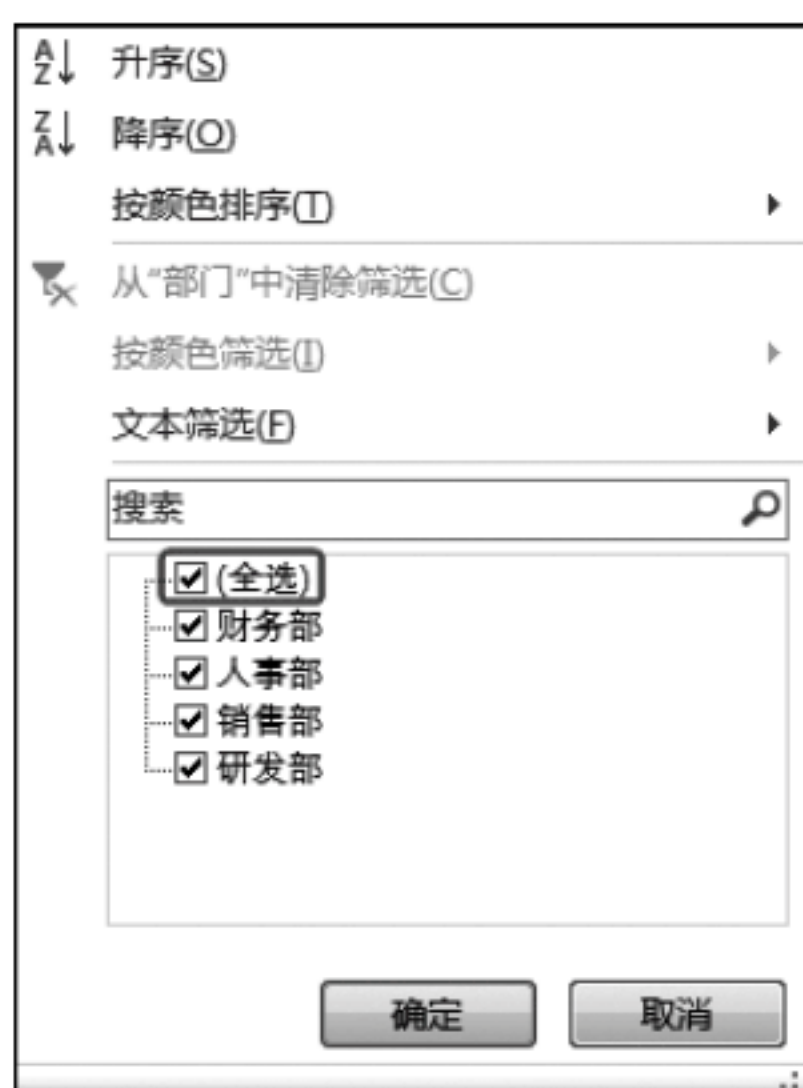 升序(S)
降序(O)
按颜色排序(T)
从“部门”中清除筛选(C)
按颜色筛选(I)
文本筛选(F)
搜索
(全选)
财务部
人事部
销售部
研发部
确定
取消